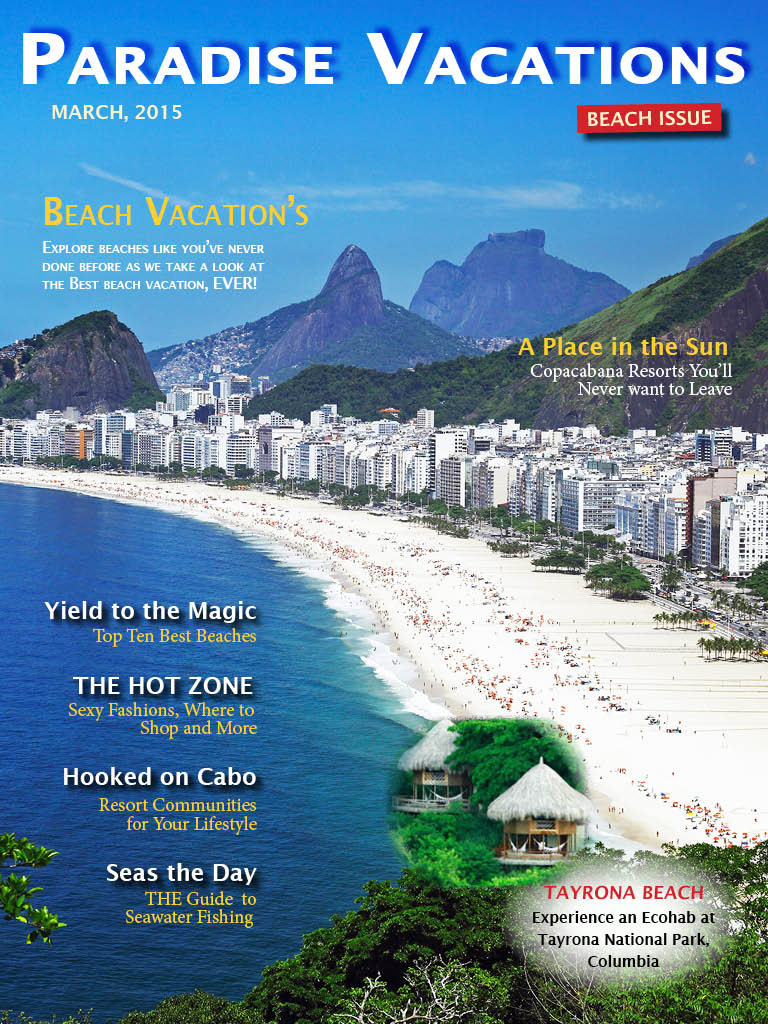 PARADISE VACATIONS
MARCH, 2015
BEACH ISSUE
BEACH VACATION'S
EXPLORE BEACHES LIKE YOU'VE NEVER
DONE BEFORE AS WE TAKE A LOOK AT
THE BEST BEACH VACATION, EVER!
A Place in the Sun
Copacabana Resorts You'll
Never want to Leave
Yield to the Magic
Top Ten Best Beaches
THE HOT ZONE
Sexy Fashions, Where to
Shop and More
Hooked on Cabo
Resort Communities
for Your Lifestyle
Seas the Day
THE Guide to
Seawater Fishing
TAYRONA BEACH
Experience an Ecohab at
Tayrona National Park,
Columbia